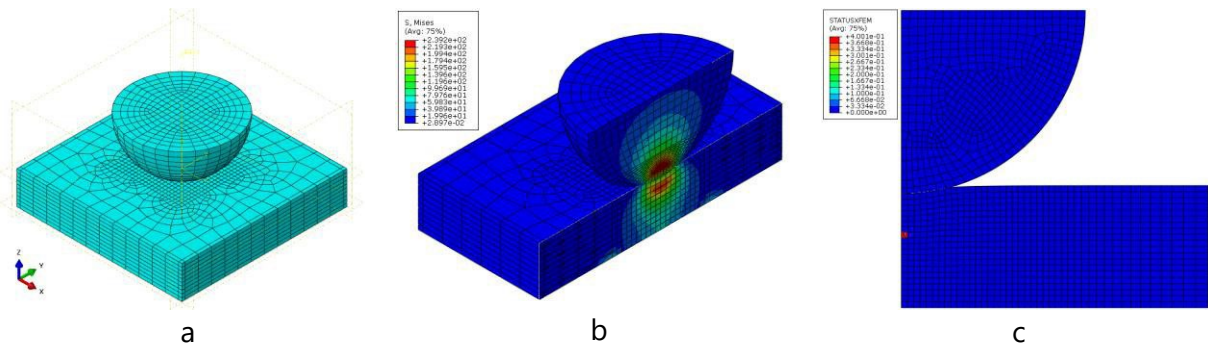 S, Mises
(Avg: 75%)
+2.392e+02
+2.193e+02
+1.994e+02
+1.794e+02
+1.595e+02
+1.396e+02
+1.196e+02
+9.969e+01
+7.976e+01
+5.983e+01
+3.989e+01
+1.996e+01
+2.897e-02
STATUSXFEM
(Avg: 75%)
+4.001e-01
+3.668e-01
+3.334e-01
+3.001e-01
+2.667e-01
+2.334e-01
+2.000e-01
+1.667e-01
+1.334e-01
+1.000e-01
+6.668e-02
+3.334e-02
+0.000e+00
Z
Y
X
a
b
c